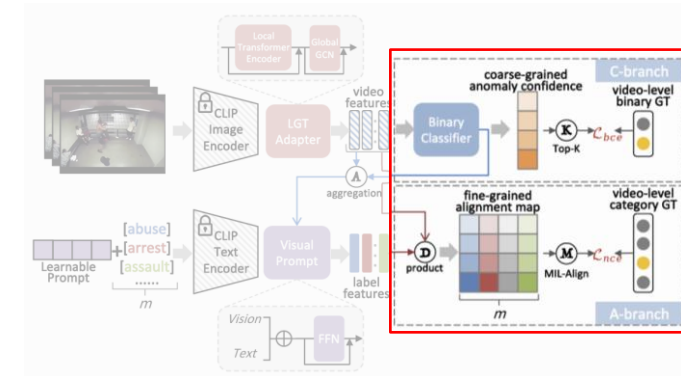 Local
Transformer
Encoder
Global
GCN
CLIP
Image
Encoder
LGT
Adapter
video
features
Binary
Classifier
coarse-grained
anomaly confidence
C-branch
video-level
binary GT
K
Top-K
ℒbce
A
aggregation
Learnable
Prompt
[abuse]
[arrest]
[assault]
......
m
CLIP
Text
Encoder
Visual
Prompt
label
features
D
product
fine-grained
alignment map
m
M
MIL-Align
ℒnce
video-level
category GT
A-branch
Vision
Text
FFN